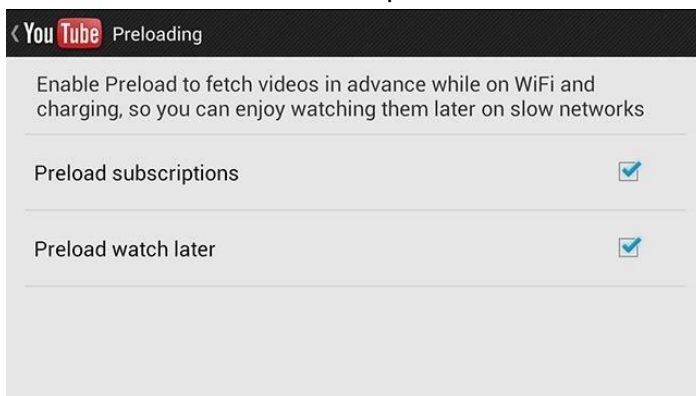 You Tube Preloading
Enable Preload to fetch videos in advance while on WiFi and
charging, so you can enjoy watching them later on slow networks
Preload subscriptions
Preload watch later